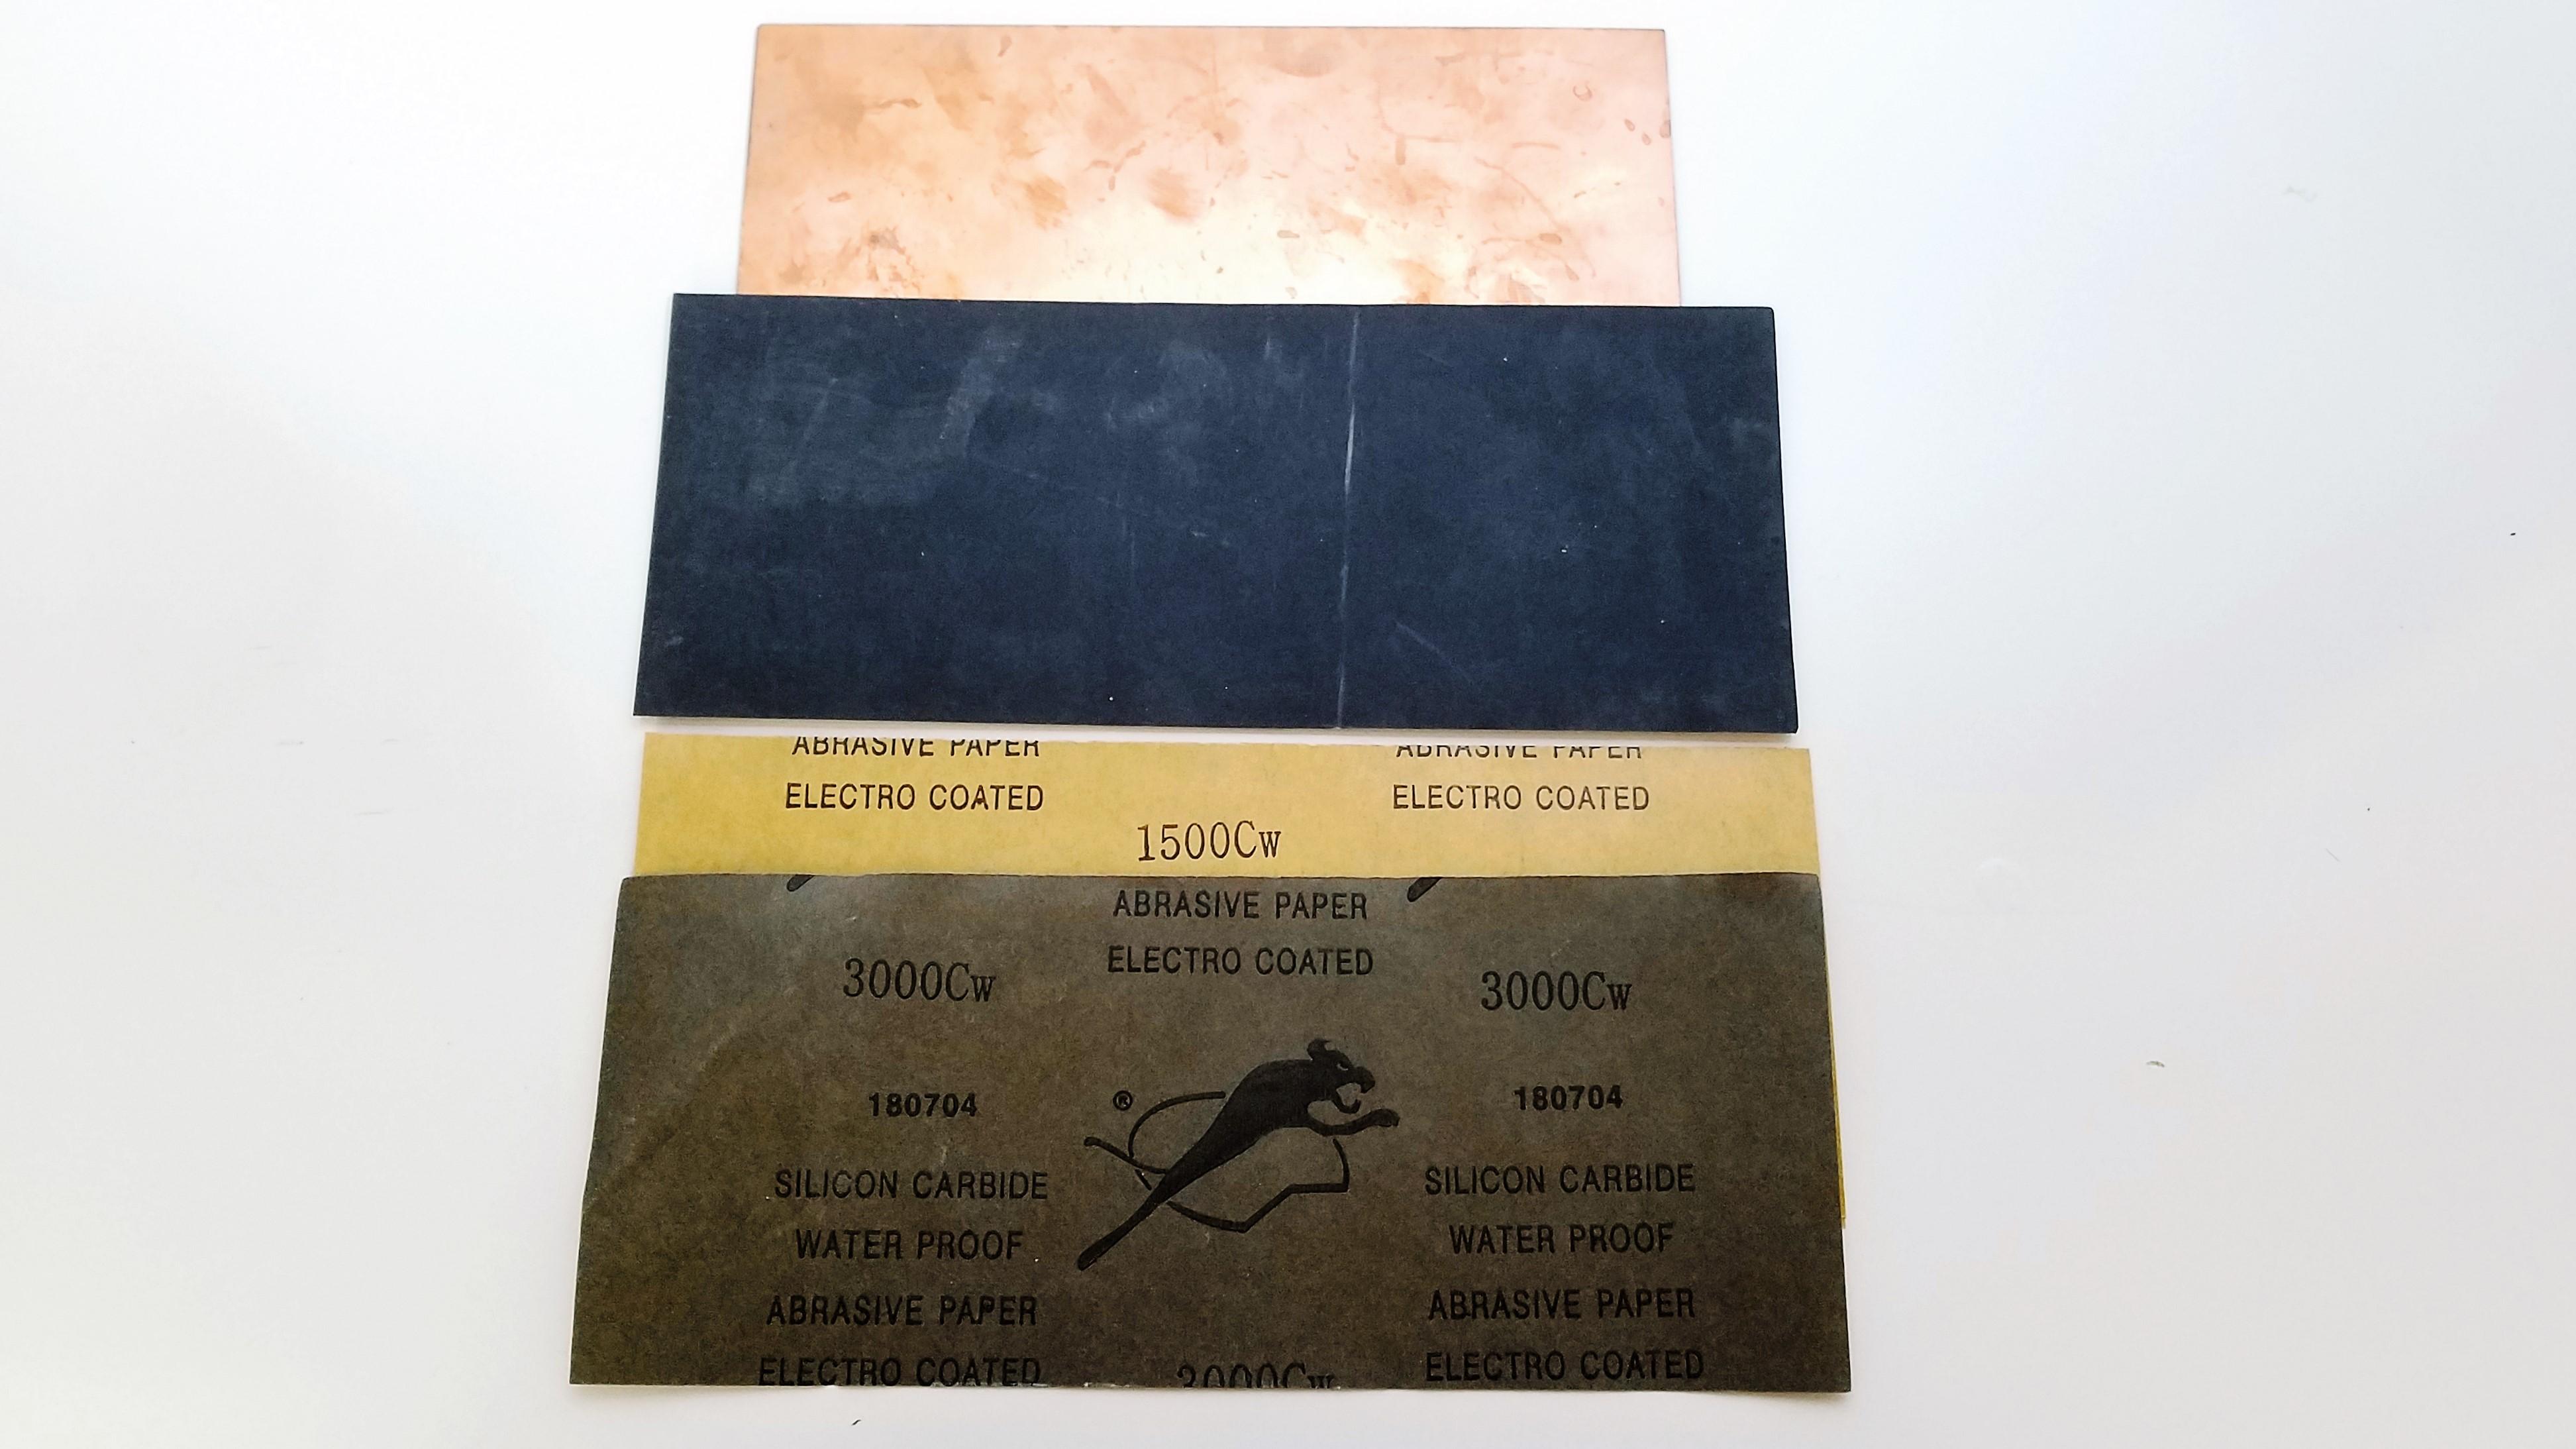 ABRASIVE PAPER
ABRASIVE PAPER
ELECTRO COATED
ELECTRO COATED
1500Cw
ABRASIVE PAPER
ELECTRO COATED
3000Cw
3000Cw
®
180704
180704
SILICON CARBIDE
SILICON CARBIDE
WATER PROOF
WATER PROOF
ABRASIVE PAPER
ABRASIVE PAPER
ELECTRO COATED
ELECTRO COATED
3000Cw